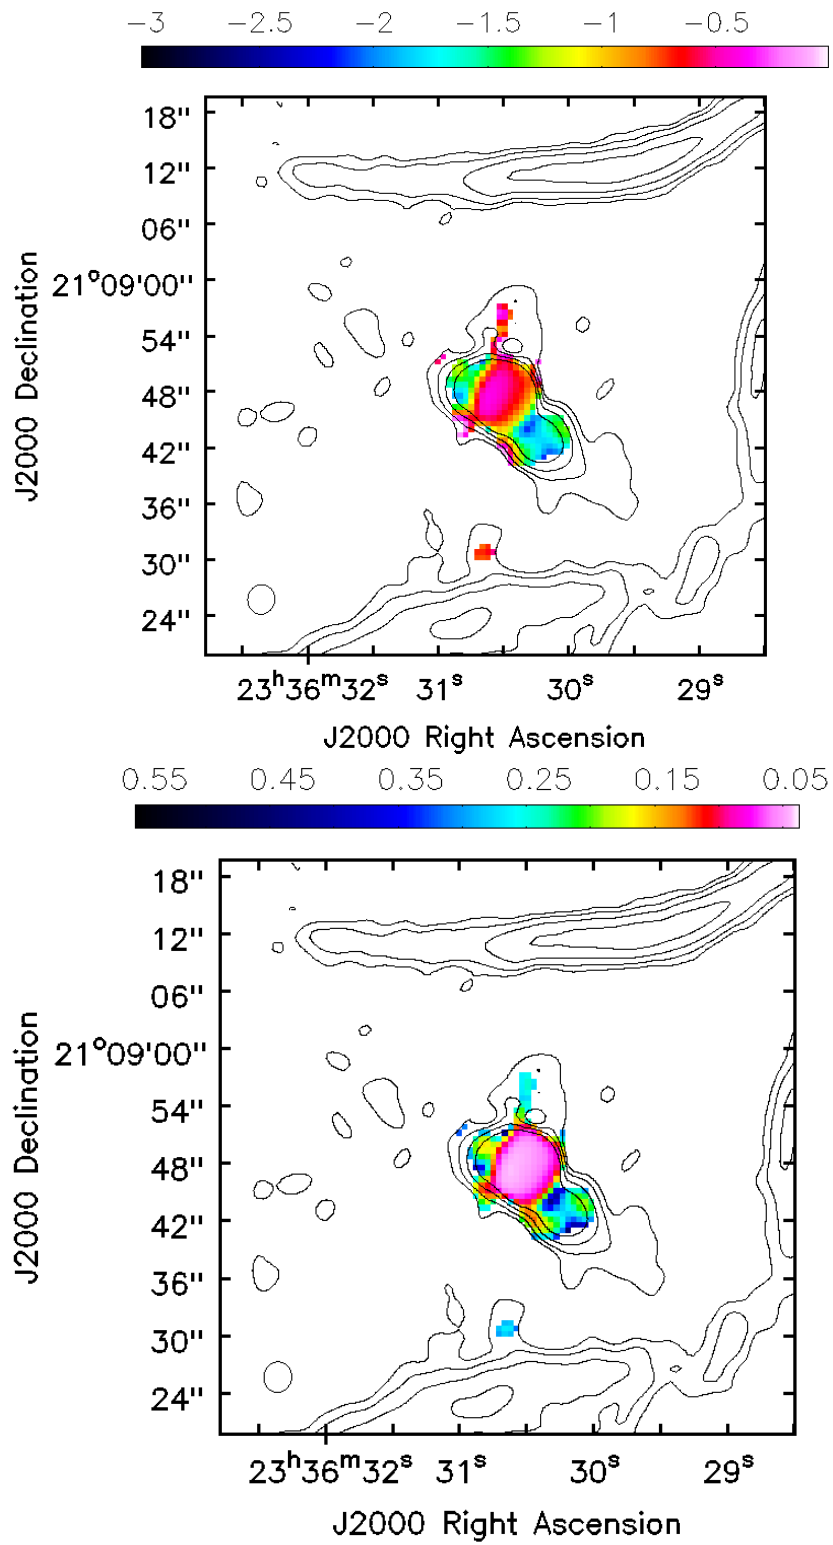 −3 −2.5 −2 −1.5 −1 −0.5
18"
12"
06"
21°09'00"
54"
48"
42"
36"
30"
24"
J2000 Declination
23ʰ36ᵐ32ˢ 31ˢ 30ˢ 29ˢ
J2000 Right Ascension
0.55 0.45 0.35 0.25 0.15 0.05
18"
12"
06"
21°09'00"
54"
48"
42"
36"
30"
24"
J2000 Declination
23ʰ36ᵐ32ˢ 31ˢ 30ˢ 29ˢ
J2000 Right Ascension